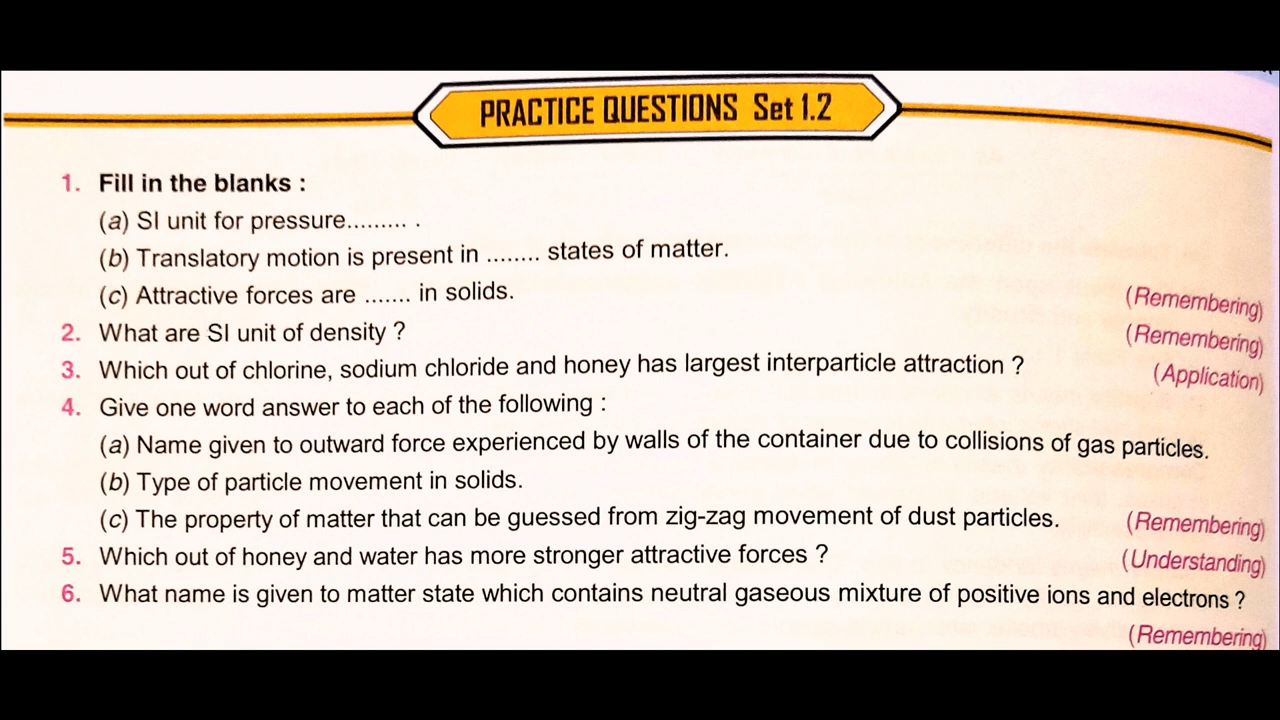 PRACTICE QUESTIONS Set 1.2
1. Fill in the blanks :
(a) SI unit for pressure......... .
(b) Translatory motion is present in ........ states of matter.
(c) Attractive forces are ....... in solids. (Remembering)
2. What are SI unit of density ? (Remembering)
3. Which out of chlorine, sodium chloride and honey has largest interparticle attraction ? (Application)
4. Give one word answer to each of the following :
(a) Name given to outward force experienced by walls of the container due to collisions of gas particles.
(b) Type of particle movement in solids.
(c) The property of matter that can be guessed from zig-zag movement of dust particles. (Remembering)
5. Which out of honey and water has more stronger attractive forces ? (Understanding)
6. What name is given to matter state which contains neutral gaseous mixture of positive ions and electrons ?
(Remembering)